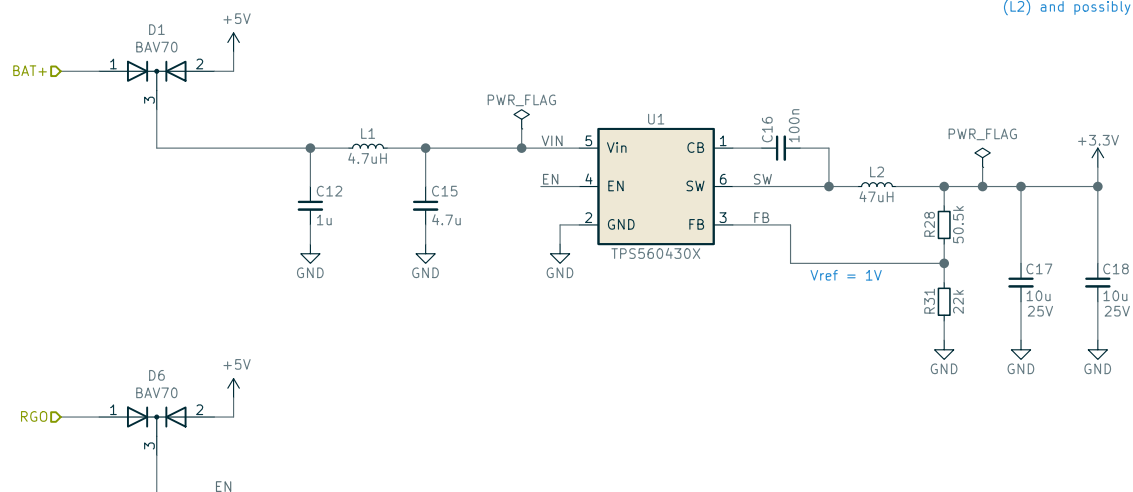 (L2) and possibly
+5V
D1
BAV70
BAT+
1
2
3
PWR_FLAG
L1
4.7uH
C12
1u
GND
C15
4.7u
GND
VIN
EN
GND
U1
5
4
2
Vin
EN
GND
CB
SW
FB
1
6
3
TPS560430X
C16
100n
SW
FB
L2
47uH
Vref = 1V
PWR_FLAG
+3.3V
R28
50.5k
R31
22k
GND
C17
10u
25V
GND
C18
10u
25V
GND
+5V
D6
BAV70
RGO
1
2
3
EN